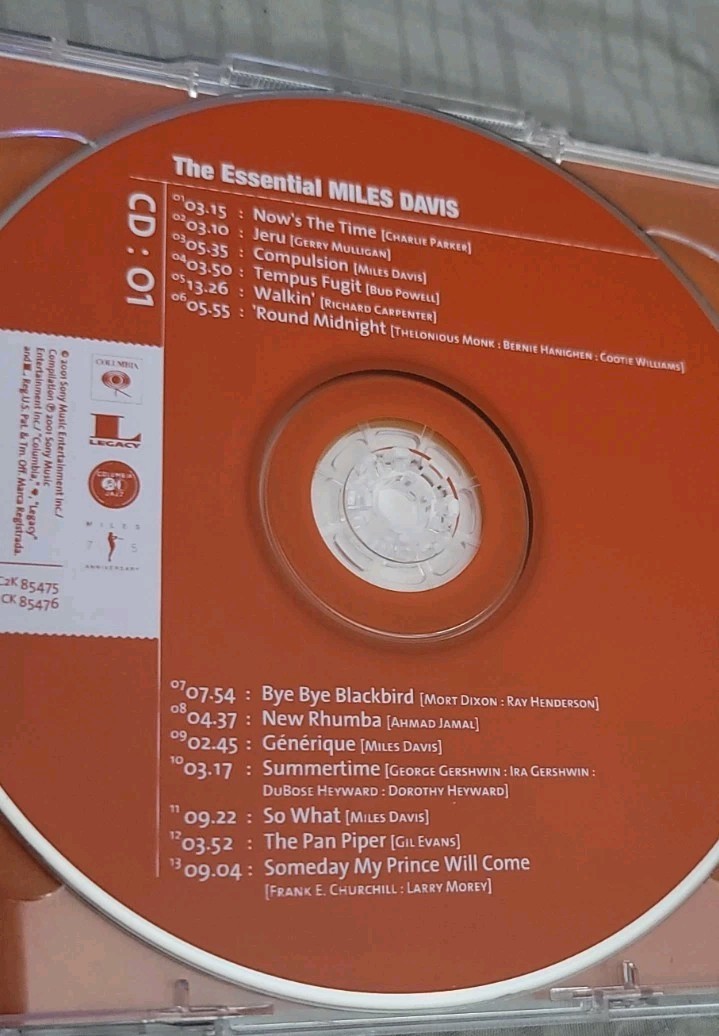 The Essential MILES DAVIS
CD : 01
01 03.15 : Now's The Time [CHARLIE PARKER]
02 03.10 : Jeru [GERRY MULLIGAN]
03 05.35 : Compulsion [MILES DAVIS]
04 03.50 : Tempus Fugit [BUD POWELL]
05 13.26 : Walkin' [RICHARD CARPENTER]
06 05.55 : 'Round Midnight [THELONIOUS MONK : BERNIE HANIGHEN : COOTIE WILLIAMS]
© 2001 Sony Music Entertainment Inc./
Compilation ℗ 2001 Sony Music
Entertainment Inc./ "Columbia," "Legacy"
and L Reg. U.S. Pat. & Tm. Off. Marca Registrada.
COLUMBIA
L
LEGACY
COLUMBIA
JAZZ
MILES
75
ANNIVERSARY
C2K 85475
CK 85476
07 07.54 : Bye Bye Blackbird [MORT DIXON : RAY HENDERSON]
08 04.37 : New Rhumba [AHMAD JAMAL]
09 02.45 : Générique [MILES DAVIS]
10 03.17 : Summertime [GEORGE GERSHWIN : IRA GERSHWIN :
DUBOSE HEYWARD : DOROTHY HEYWARD]
11 09.22 : So What [MILES DAVIS]
12 03.52 : The Pan Piper [GIL EVANS]
13 09.04 : Someday My Prince Will Come
[FRANK E. CHURCHILL : LARRY MOREY]